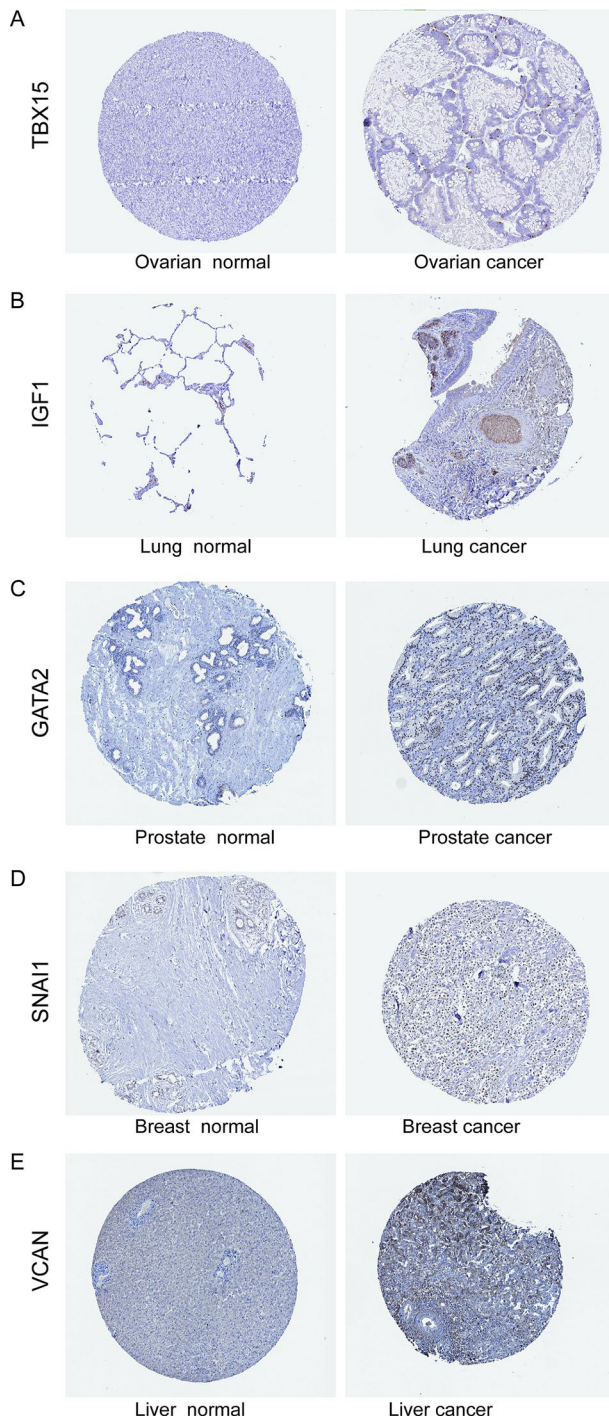 A
TBX15
Ovarian normal
Ovarian cancer
B
IGF1
Lung normal
Lung cancer
C
GATA2
Prostate normal
Prostate cancer
D
SNAI1
Breast normal
Breast cancer
E
VCAN
Liver normal
Liver cancer